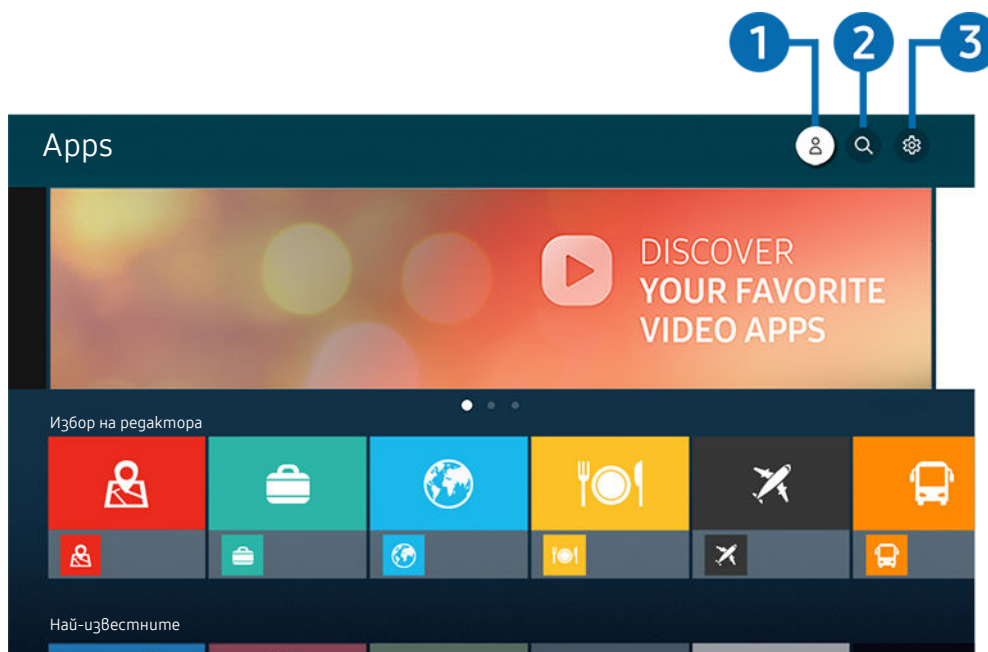 1 2 3
Apps
DISCOVER
YOUR FAVORITE
VIDEO APPS
Избор на редактора
Най-известните